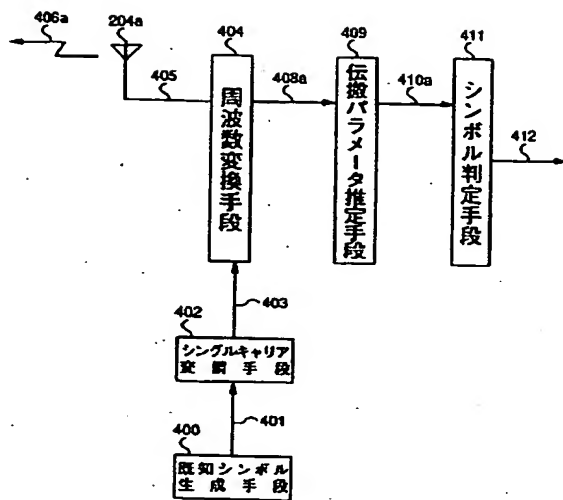 406a
204a
404
409
411
405
周波数変換手段
408a
伝搬パラメータ推定手段
410a
シンボル判定手段
412
403
402
シングルキャリア
変調手段
401
400
既知シンボル
生成手段